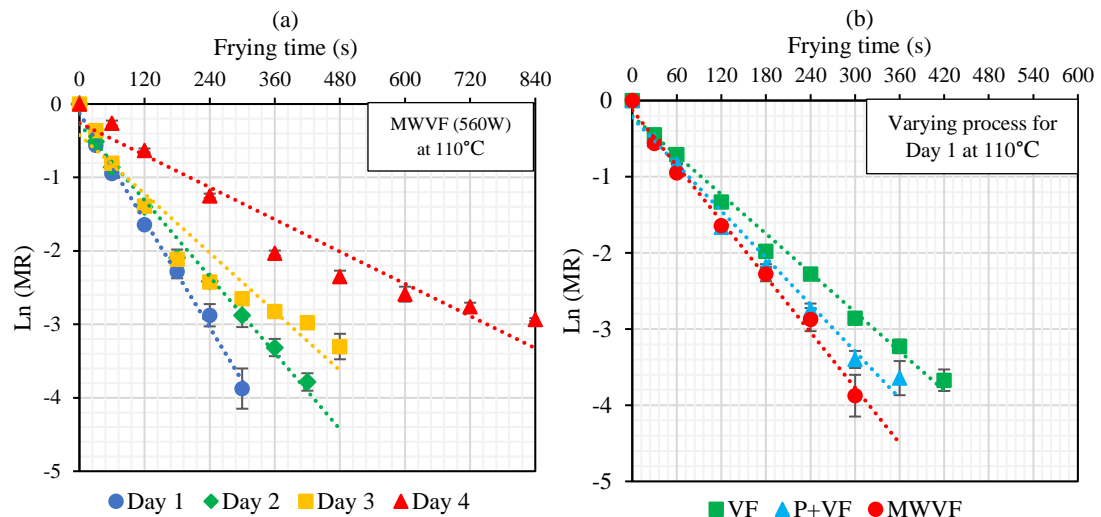 (a)
Frying time (s)
0 120 240 360 480 600 720 840
0
-1
-2
-3
-4
-5
Ln (MR)
MWVF (560W)
at 110℃
Day 1 Day 2 Day 3 Day 4
(b)
Frying time (s)
0 60 120 180 240 300 360 420 480 540 600
0
-1
-2
-3
-4
-5
Ln (MR)
Varying process for
Day 1 at 110℃
VF P+VF MWVF